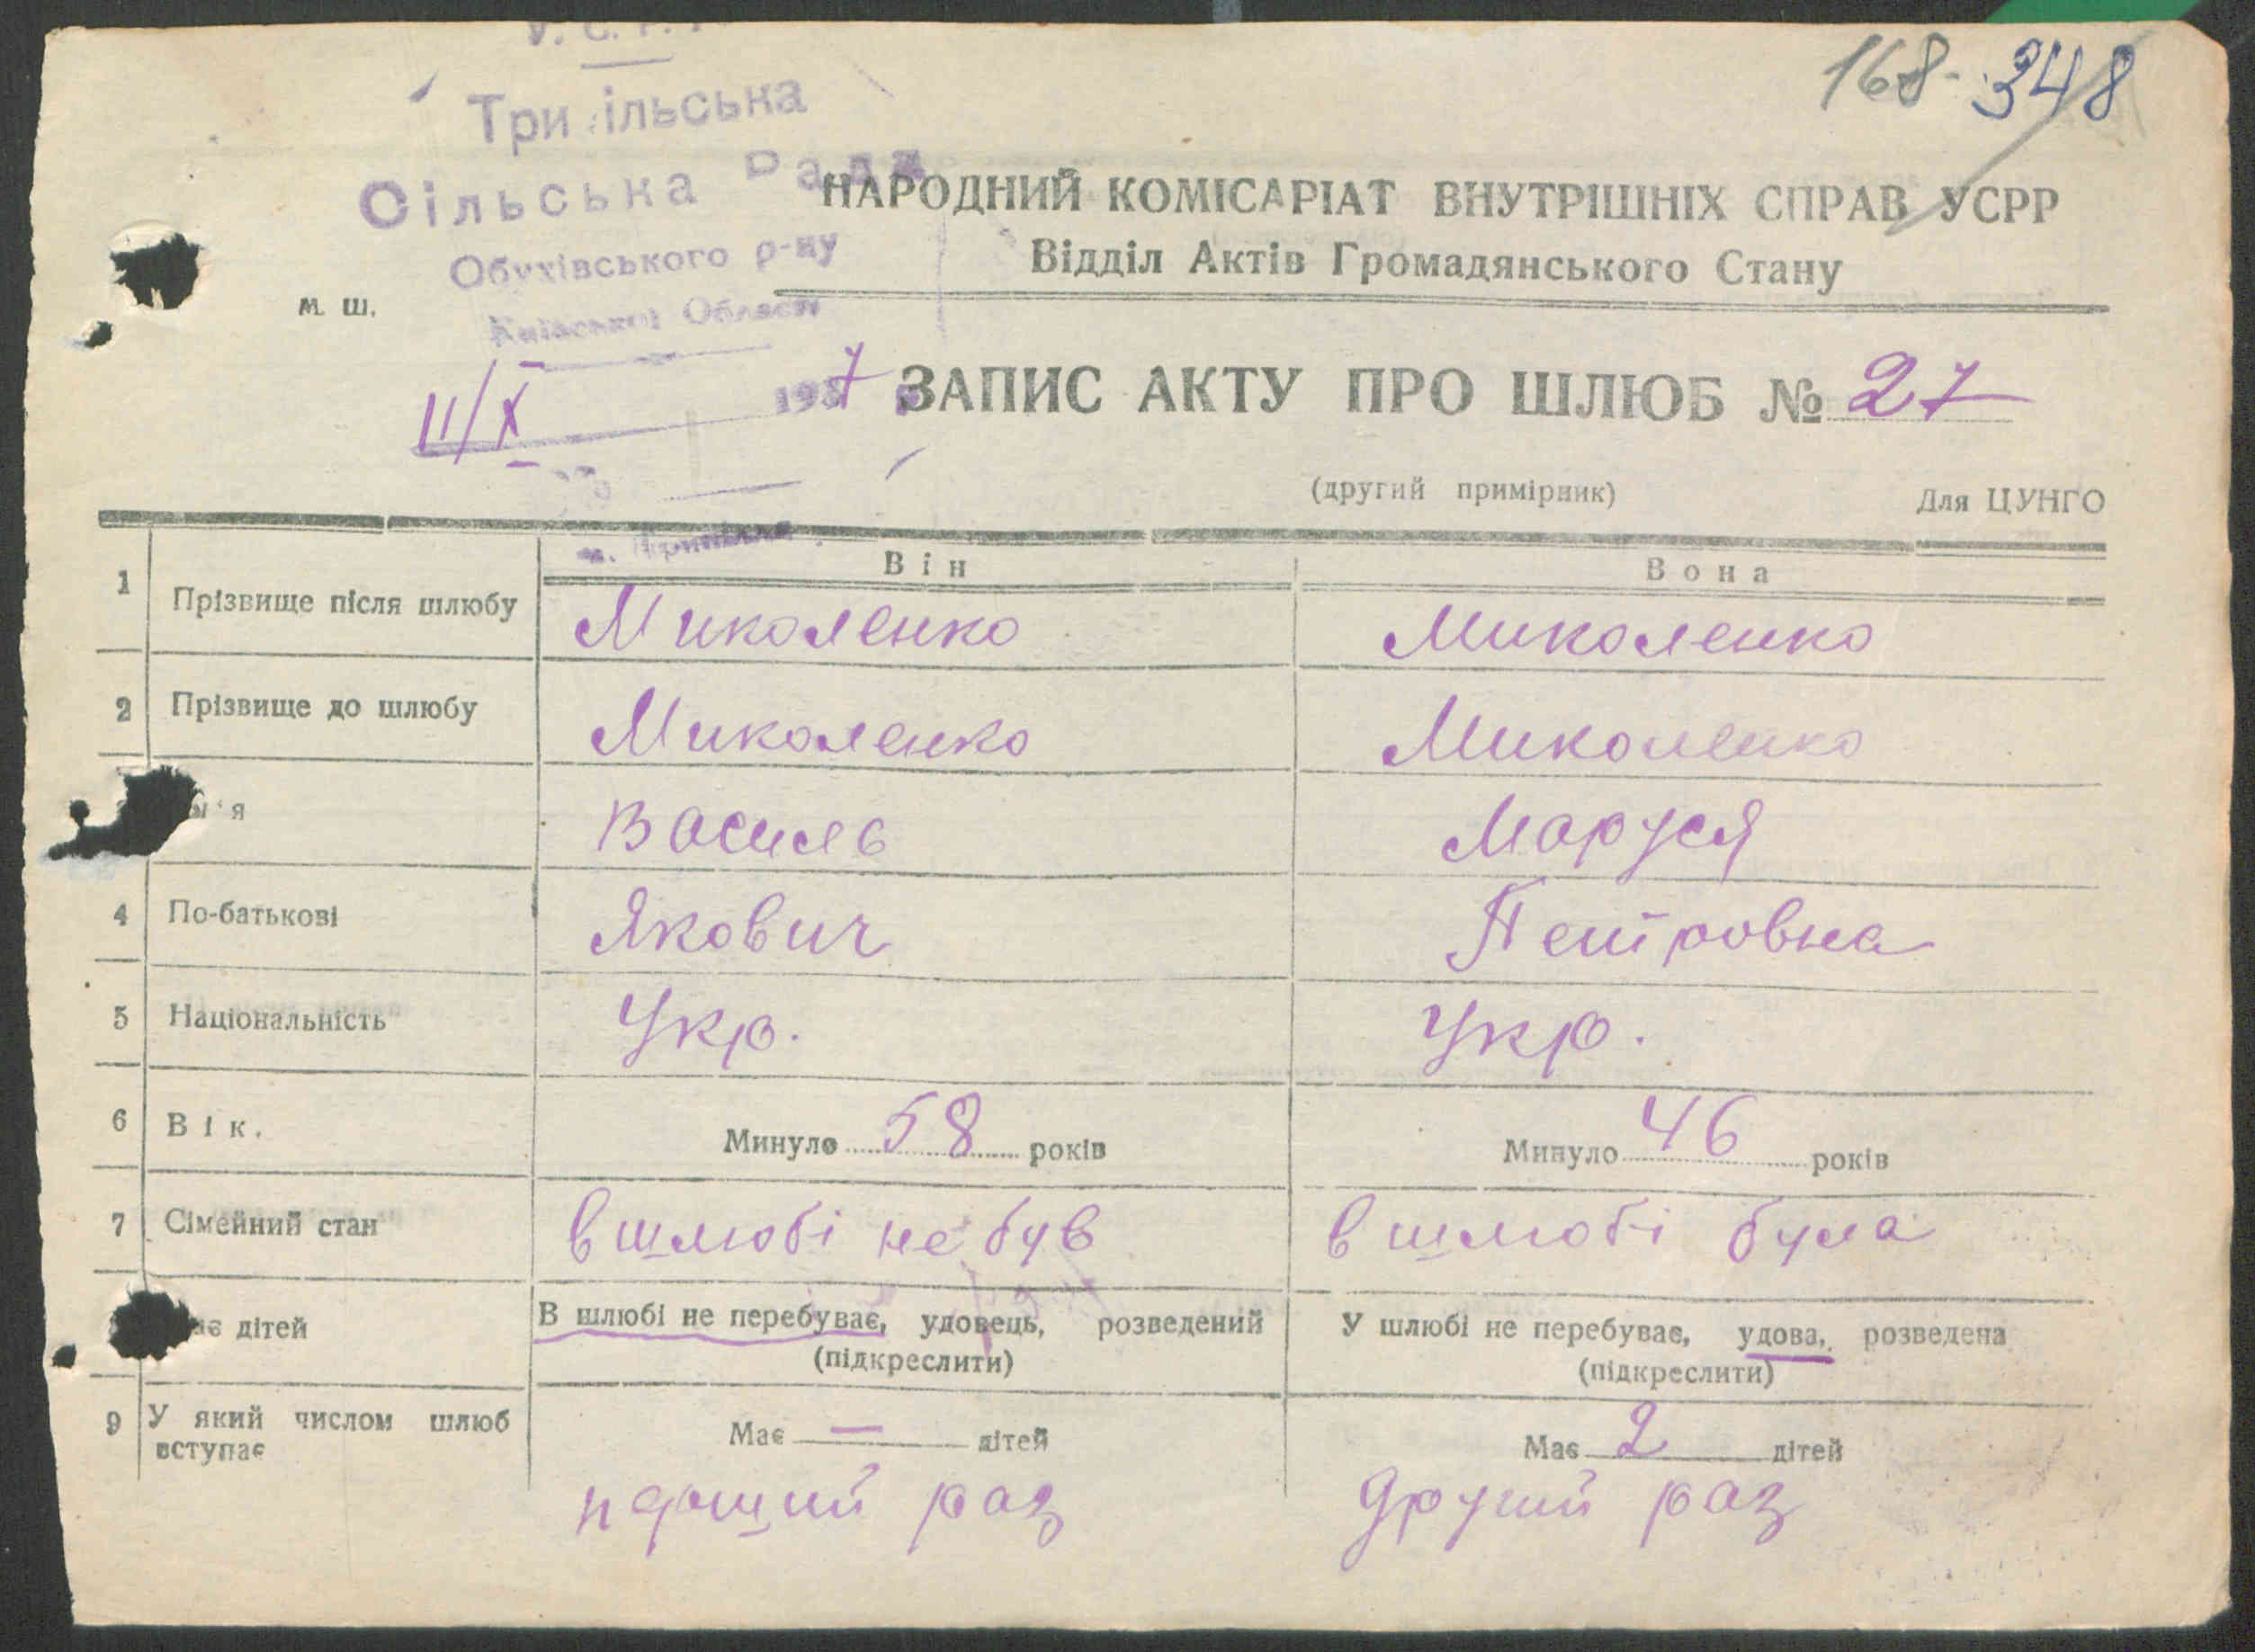 У. С. Р. Р.
168- 348
Три ільська
Сільська Рада
Обухівського р-ну
Київської Области
м. ш.
НАРОДНИЙ КОМІСАРІАТ ВНУТРІШНІХ СПРАВ УСРР
Відділ Актів Громадянського Стану
11/X 1937
ЗАПИС АКТУ ПРО ШЛЮБ № 27
(другий примірник) Для ЦУНГО
Він Вона
1 Прізвище після шлюбу Миколенко Миколенко
2 Прізвище до шлюбу Миколенко Миколенко
м'я Василь Маруся
4 По-батькові Якович Петровна
5 Національність Укр. Укр.
6 Вік. Минуло 58 років Минуло 46 років
7 Сімейний стан в шлюбі не був в шлюбі була
ає дітей В шлюбі не перебуває, удовець, розведений У шлюбі не перебуває, удова, розведена
(підкреслити) (підкреслити)
9 У який числом шлюб вступає Має — дітей Має 2 дітей
перший раз другий раз